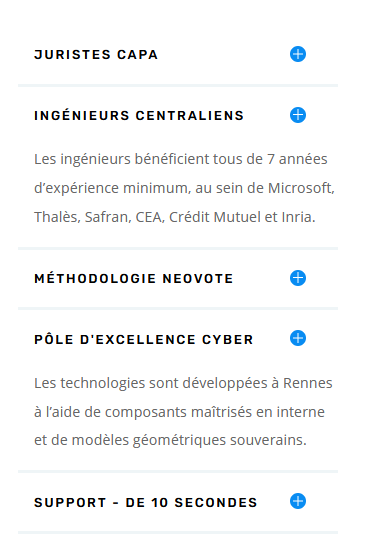 JURISTES CAPA
INGÉNIEURS CENTRALIENS
Les ingénieurs bénéficient tous de 7 années
d’expérience minimum, au sein de Microsoft,
Thalès, Safran, CEA, Crédit Mutuel et Inria.
MÉTHODOLOGIE NEOVOTE
PÔLE D'EXCELLENCE CYBER
Les technologies sont développées à Rennes
à l’aide de composants maîtrisés en interne
et de modèles géométriques souverains.
SUPPORT - DE 10 SECONDES